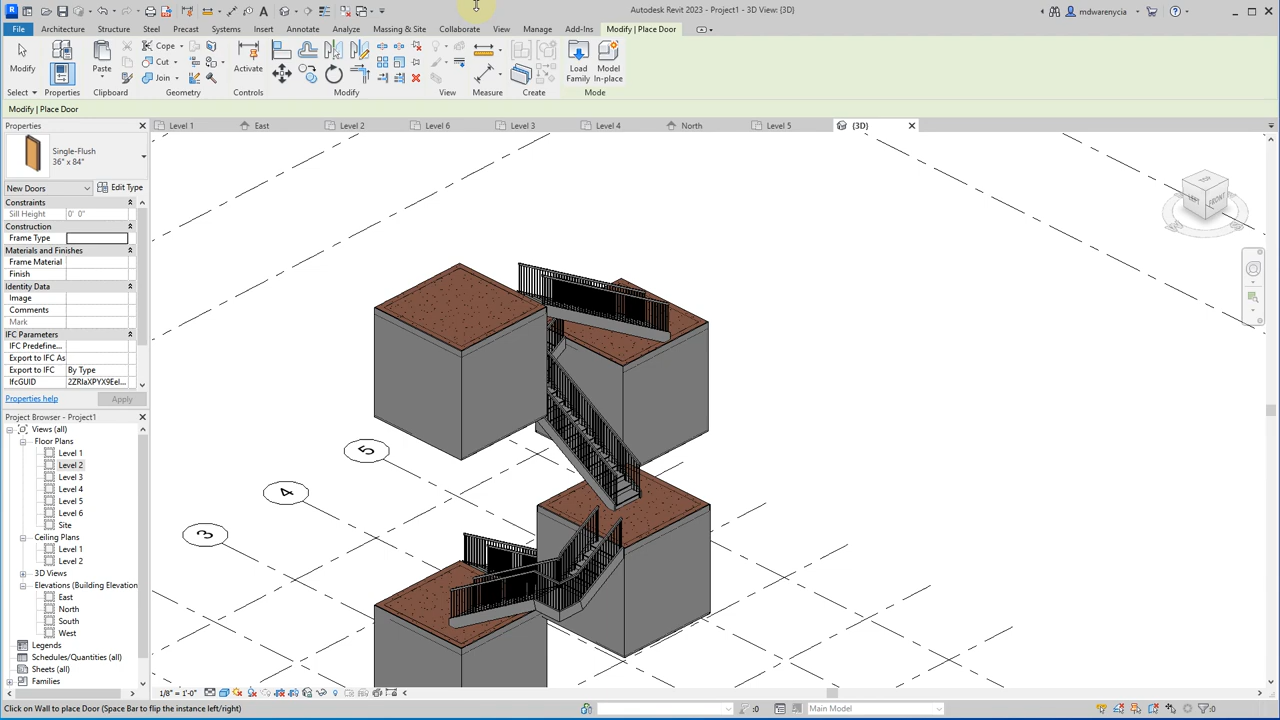 Autodesk Revit 2023 - Project1 - 3D View: {3D}
mdwarenycia
File Architecture Structure Steel Precast Systems Insert Annotate Analyze Massing & Site Collaborate View Manage Add-Ins Modify | Place Door
Modify Paste Cope Cut Join Activate Load Family Model In-place
Select Properties Clipboard Geometry Controls Modify View Measure Create Mode
Modify | Place Door
Properties
Level 1 East Level 2 Level 6 Level 3 Level 4 North Level 5 {3D}
Single-Flush
36" x 84"
New Doors Edit Type
Constraints
Sill Height 0' 0"
Construction
Frame Type
Materials and Finishes
Frame Material
Finish
Identity Data
Image
Comments
Mark
IFC Parameters
IFC Predefine...
Export to IFC As
Export to IFC By Type
IfcGUID 2ZRIaXPYX9Eel...
Properties help Apply
Project Browser - Project1
Views (all)
Floor Plans
Level 1
Level 2
Level 3
Level 4
Level 5
Level 6
Site
Ceiling Plans
Level 1
Level 2
3D Views
Elevations (Building Elevation
East
North
South
West
Legends
Schedules/Quantities (all)
Sheets (all)
Families
TOP
LEFT
FRONT
5
4
3
1/8" = 1'-0"
Click on Wall to place Door (Space Bar to flip the instance left/right)
:0
Main Model
:0